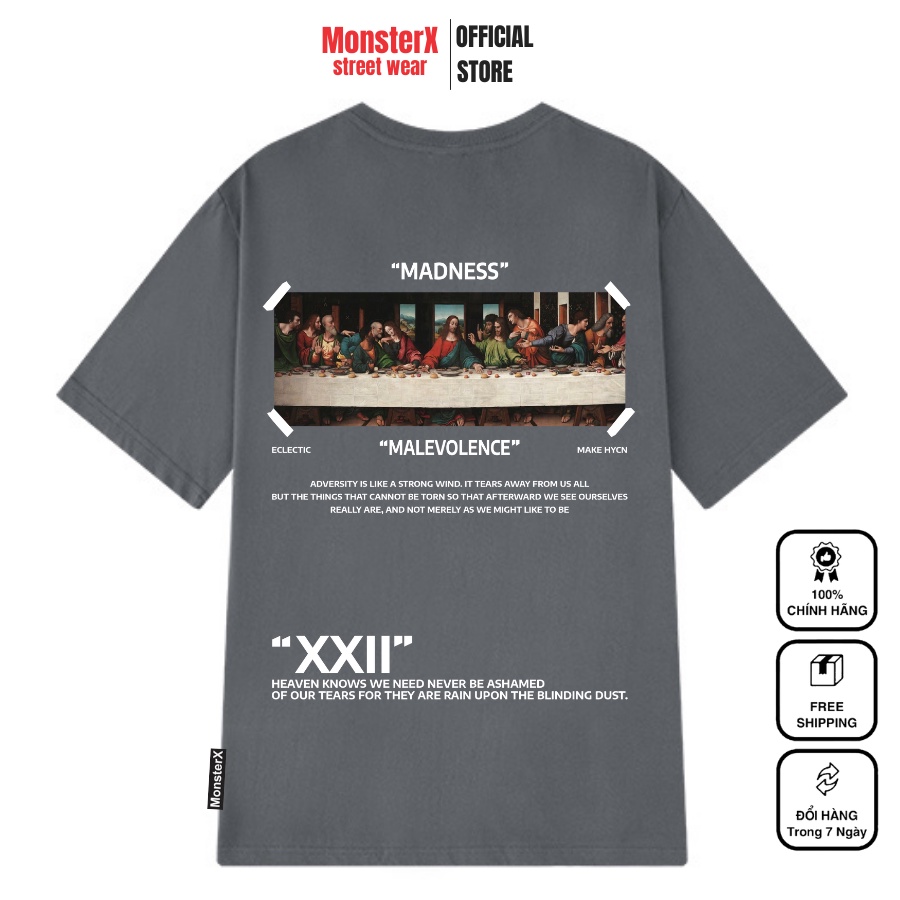 MonsterX
street wear
OFFICIAL
STORE
“MADNESS”
ECLECTIC
“MALEVOLENCE”
MAKE HYCN
ADVERSITY IS LIKE A STRONG WIND. IT TEARS AWAY FROM US ALL
BUT THE THINGS THAT CANNOT BE TORN SO THAT AFTERWARD WE SEE OURSELVES
REALLY ARE, AND NOT MERELY AS WE MIGHT LIKE TO BE
“XXII”
HEAVEN KNOWS WE NEED NEVER BE ASHAMED
OF OUR TEARS FOR THEY ARE RAIN UPON THE BLINDING DUST.
MonsterX
100%
CHÍNH HÃNG
FREE
SHIPPING
ĐỔI HÀNG
Trong 7 Ngày